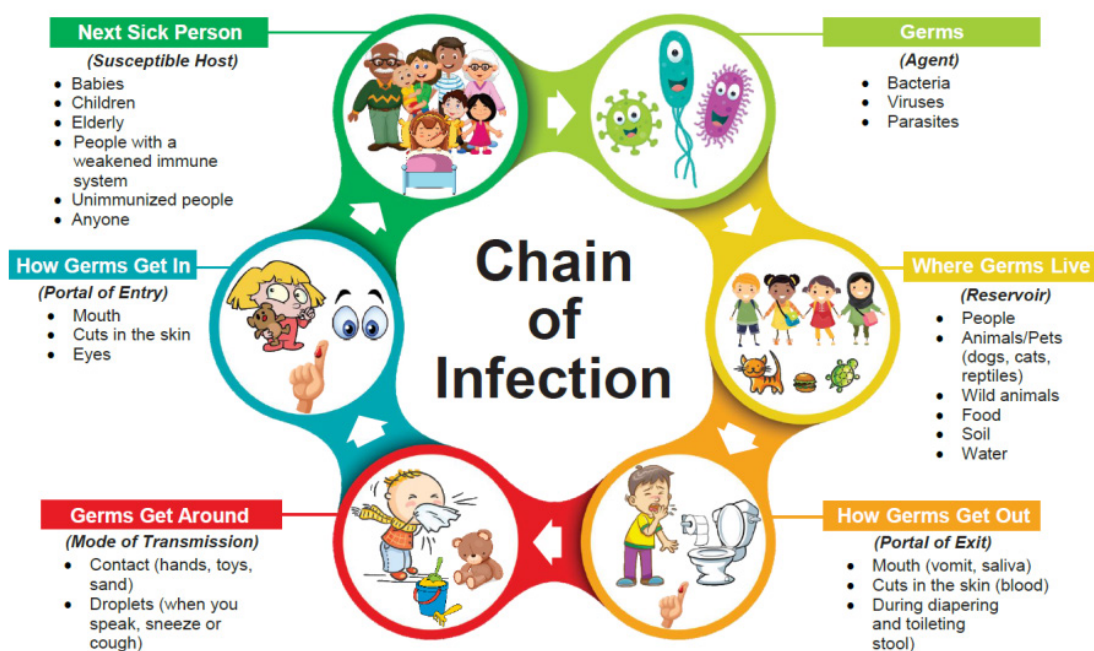 Chain
of
Infection
Germs
(Agent)
• Bacteria
• Viruses
• Parasites
Where Germs Live
(Reservoir)
• People
• Animals/Pets
(dogs, cats,
reptiles)
• Wild animals
• Food
• Soil
• Water
How Germs Get Out
(Portal of Exit)
• Mouth (vomit, saliva)
• Cuts in the skin (blood)
• During diapering
and toileting
stool)
Germs Get Around
(Mode of Transmission)
• Contact (hands, toys,
sand)
• Droplets (when you
speak, sneeze or
cough)
How Germs Get In
(Portal of Entry)
• Mouth
• Cuts in the skin
• Eyes
Next Sick Person
(Susceptible Host)
• Babies
• Children
• Elderly
• People with a
weakened immune
system
• Unimmunized people
• Anyone